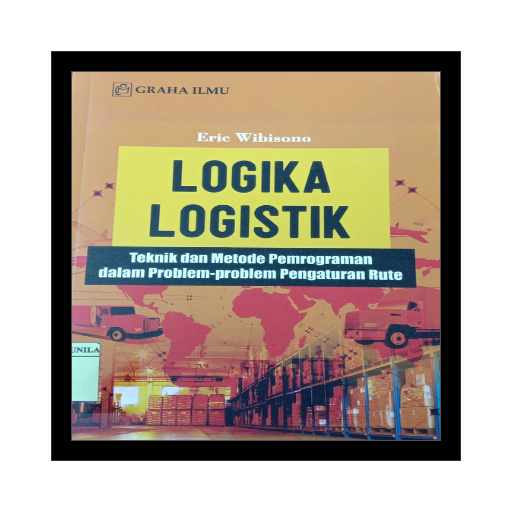 GRAHA ILMU
Eric Wibisono
LOGIKA
LOGISTIK
Teknik dan Metode Pemrograman
dalam Problem-problem Pengaturan Rute
UNILA